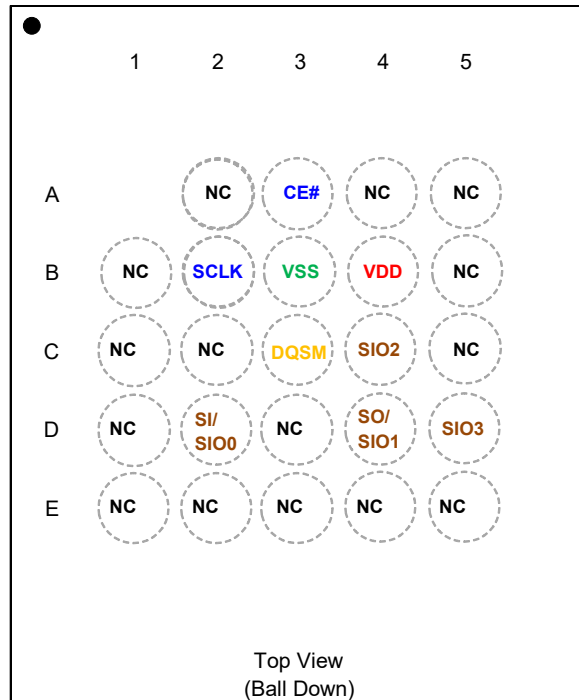 1 2 3 4 5
A NC CE# NC NC
B NC SCLK VSS VDD NC
C NC NC DQSM SIO2 NC
D NC SI/ SIO0 NC SO/ SIO1 SIO3
E NC NC NC NC NC
Top View
(Ball Down)